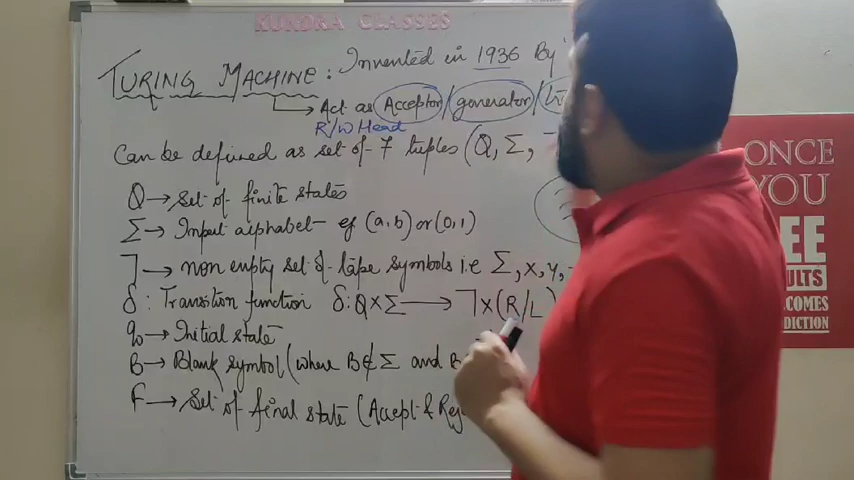 KUNDRA CLASSES
TURING MACHINE : Invented in 1936 By
→ Act as Acceptor/generator/
R/W Head
Can be defined as set of 7 tuples (Q, Σ,
Q → set of finite states
Σ → Input alphabet eg (a,b) or (0,1)
ꓶ → non empty set of tape symbols i.e Σ, x, y,
δ : Transition function δ: Q×Σ → ꓶ×(R/L)
q₀ → Initial state
B → Blank symbol (where B∉Σ and B
F → Set of final state (Accept & Rej
ONCE
YOU
EE
ULTS
COMES
DICTION